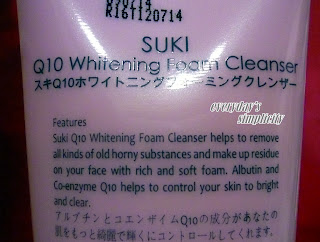 R16T120714
SUKI
Q10 Whitening Foam Cleanser
スキQ10ホワイトニングフォーミングクレンザー
everyday's
simplicity
Features
Suki Q10 Whitening Foam Cleanser helps to remove
all kinds of old horny substances and make up residue
on your face with rich and soft foam. Albutin and
Co-enzyme Q10 helps to control your skin to bright
and clear.
アルブチンとコエンザイムQ10の成分があなたの
肌をもっと綺麗で輝くにコントロールしてくれます。